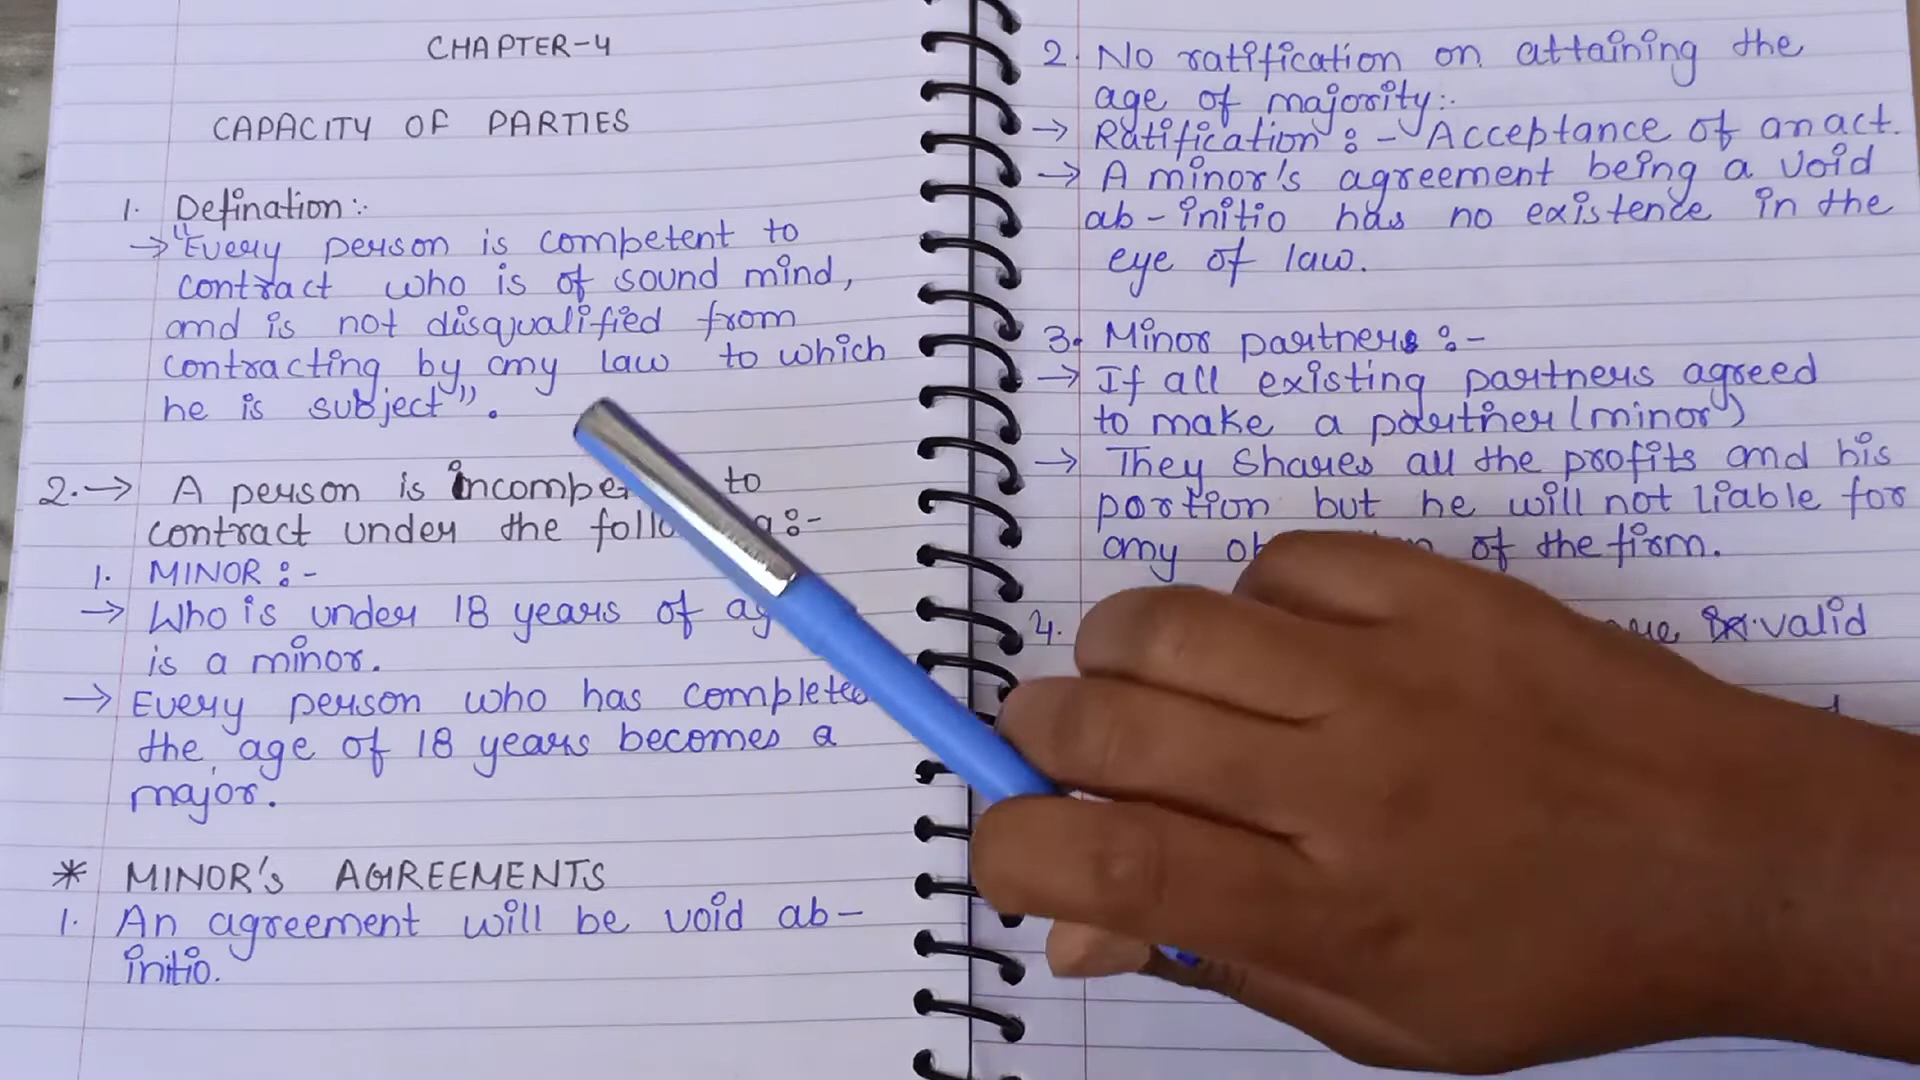 CHAPTER-4
CAPACITY OF PARTIES
1. Defination:-
→ "Every person is competent to
contract who is of sound mind,
and is not disqualified from
contracting by any law to which
he is subject".
2.→ A person is to
contract under the
1. MINOR :-
→ Who is under 18 years of
is a minor.
→ Every person who has completed
the age of 18 years becomes a
major.
* MINOR'S AGREEMENTS
1. An agreement will be void ab-
initio.
2. No ratification on attaining the
age of majority:-
→ Ratification :- Acceptance of an act.
→ A minor's agreement being a void
ab-initio has no existence in the
eye of law.
3. Minor partners :-
→ If all existing partners agreed
to make a partner (minor)
→ They Shares all the profits and his
portion but he will not liable for
any of the firm.
4. valid